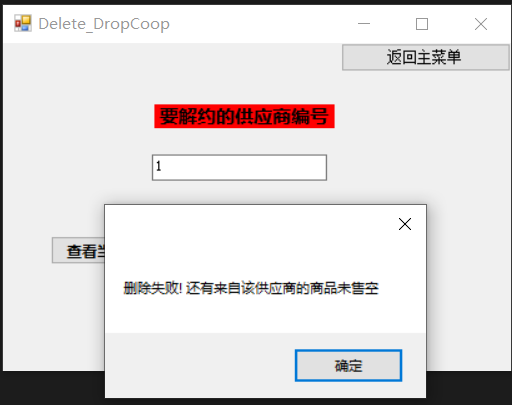 Delete_DropCoop
返回主菜单
要解约的供应商编号
1
查看
删除失败! 还有来自该供应商的商品未售空
确定